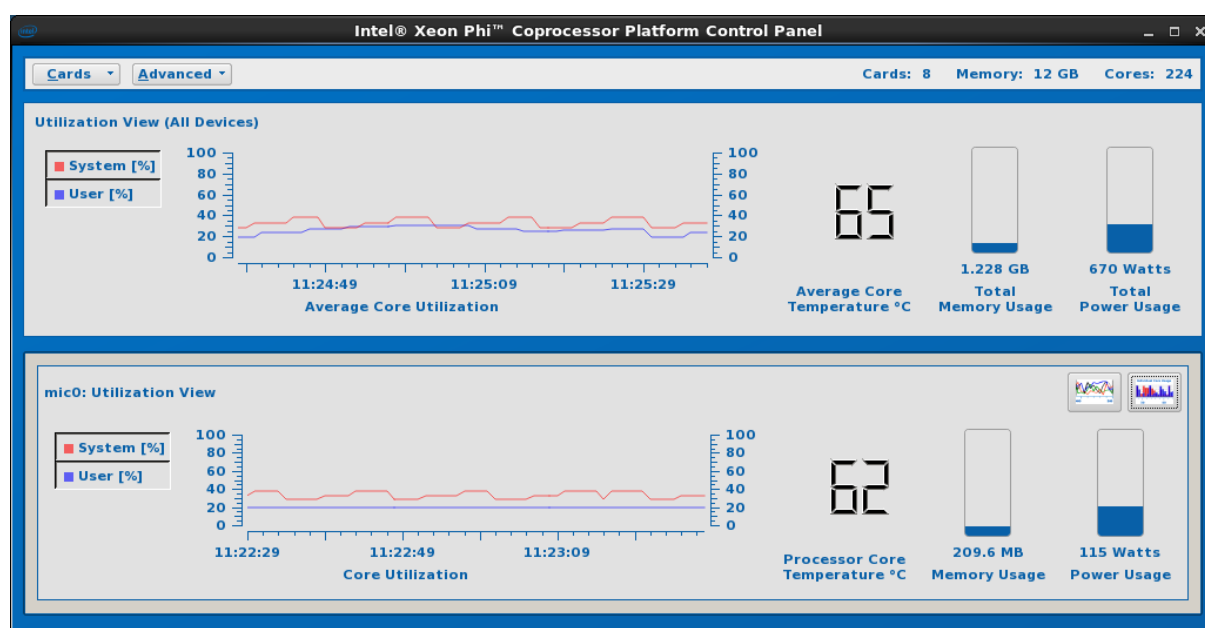 Intel® Xeon Phi™ Coprocessor Platform Control Panel
Cards Advanced Cards: 8 Memory: 12 GB Cores: 224
Utilization View (All Devices)
System [%]
User [%]
100
80
60
40
20
0
100
80
60
40
20
0
11:24:49 11:25:09 11:25:29
Average Core Utilization
65
Average Core
Temperature °C
1.228 GB
Total
Memory Usage
670 Watts
Total
Power Usage
mic0: Utilization View
System [%]
User [%]
100
80
60
40
20
0
100
80
60
40
20
0
11:22:29 11:22:49 11:23:09
Core Utilization
62
Processor Core
Temperature °C
209.6 MB
Memory Usage
115 Watts
Power Usage